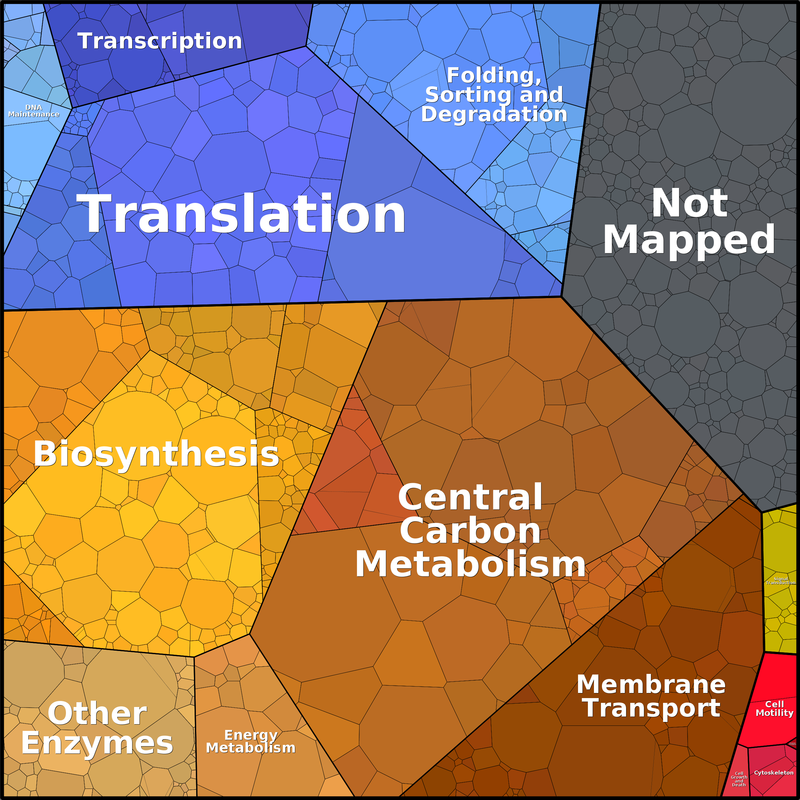 Transcription
Folding,
Sorting and
Degradation
DNA
Maintenance
Translation
Not
Mapped
Biosynthesis
Central
Carbon
Metabolism
Membrane
Transport
Other
Enzymes
Energy
Metabolism
Cell
Motility
Cell
Growth
and
Death
Cytoskeleton